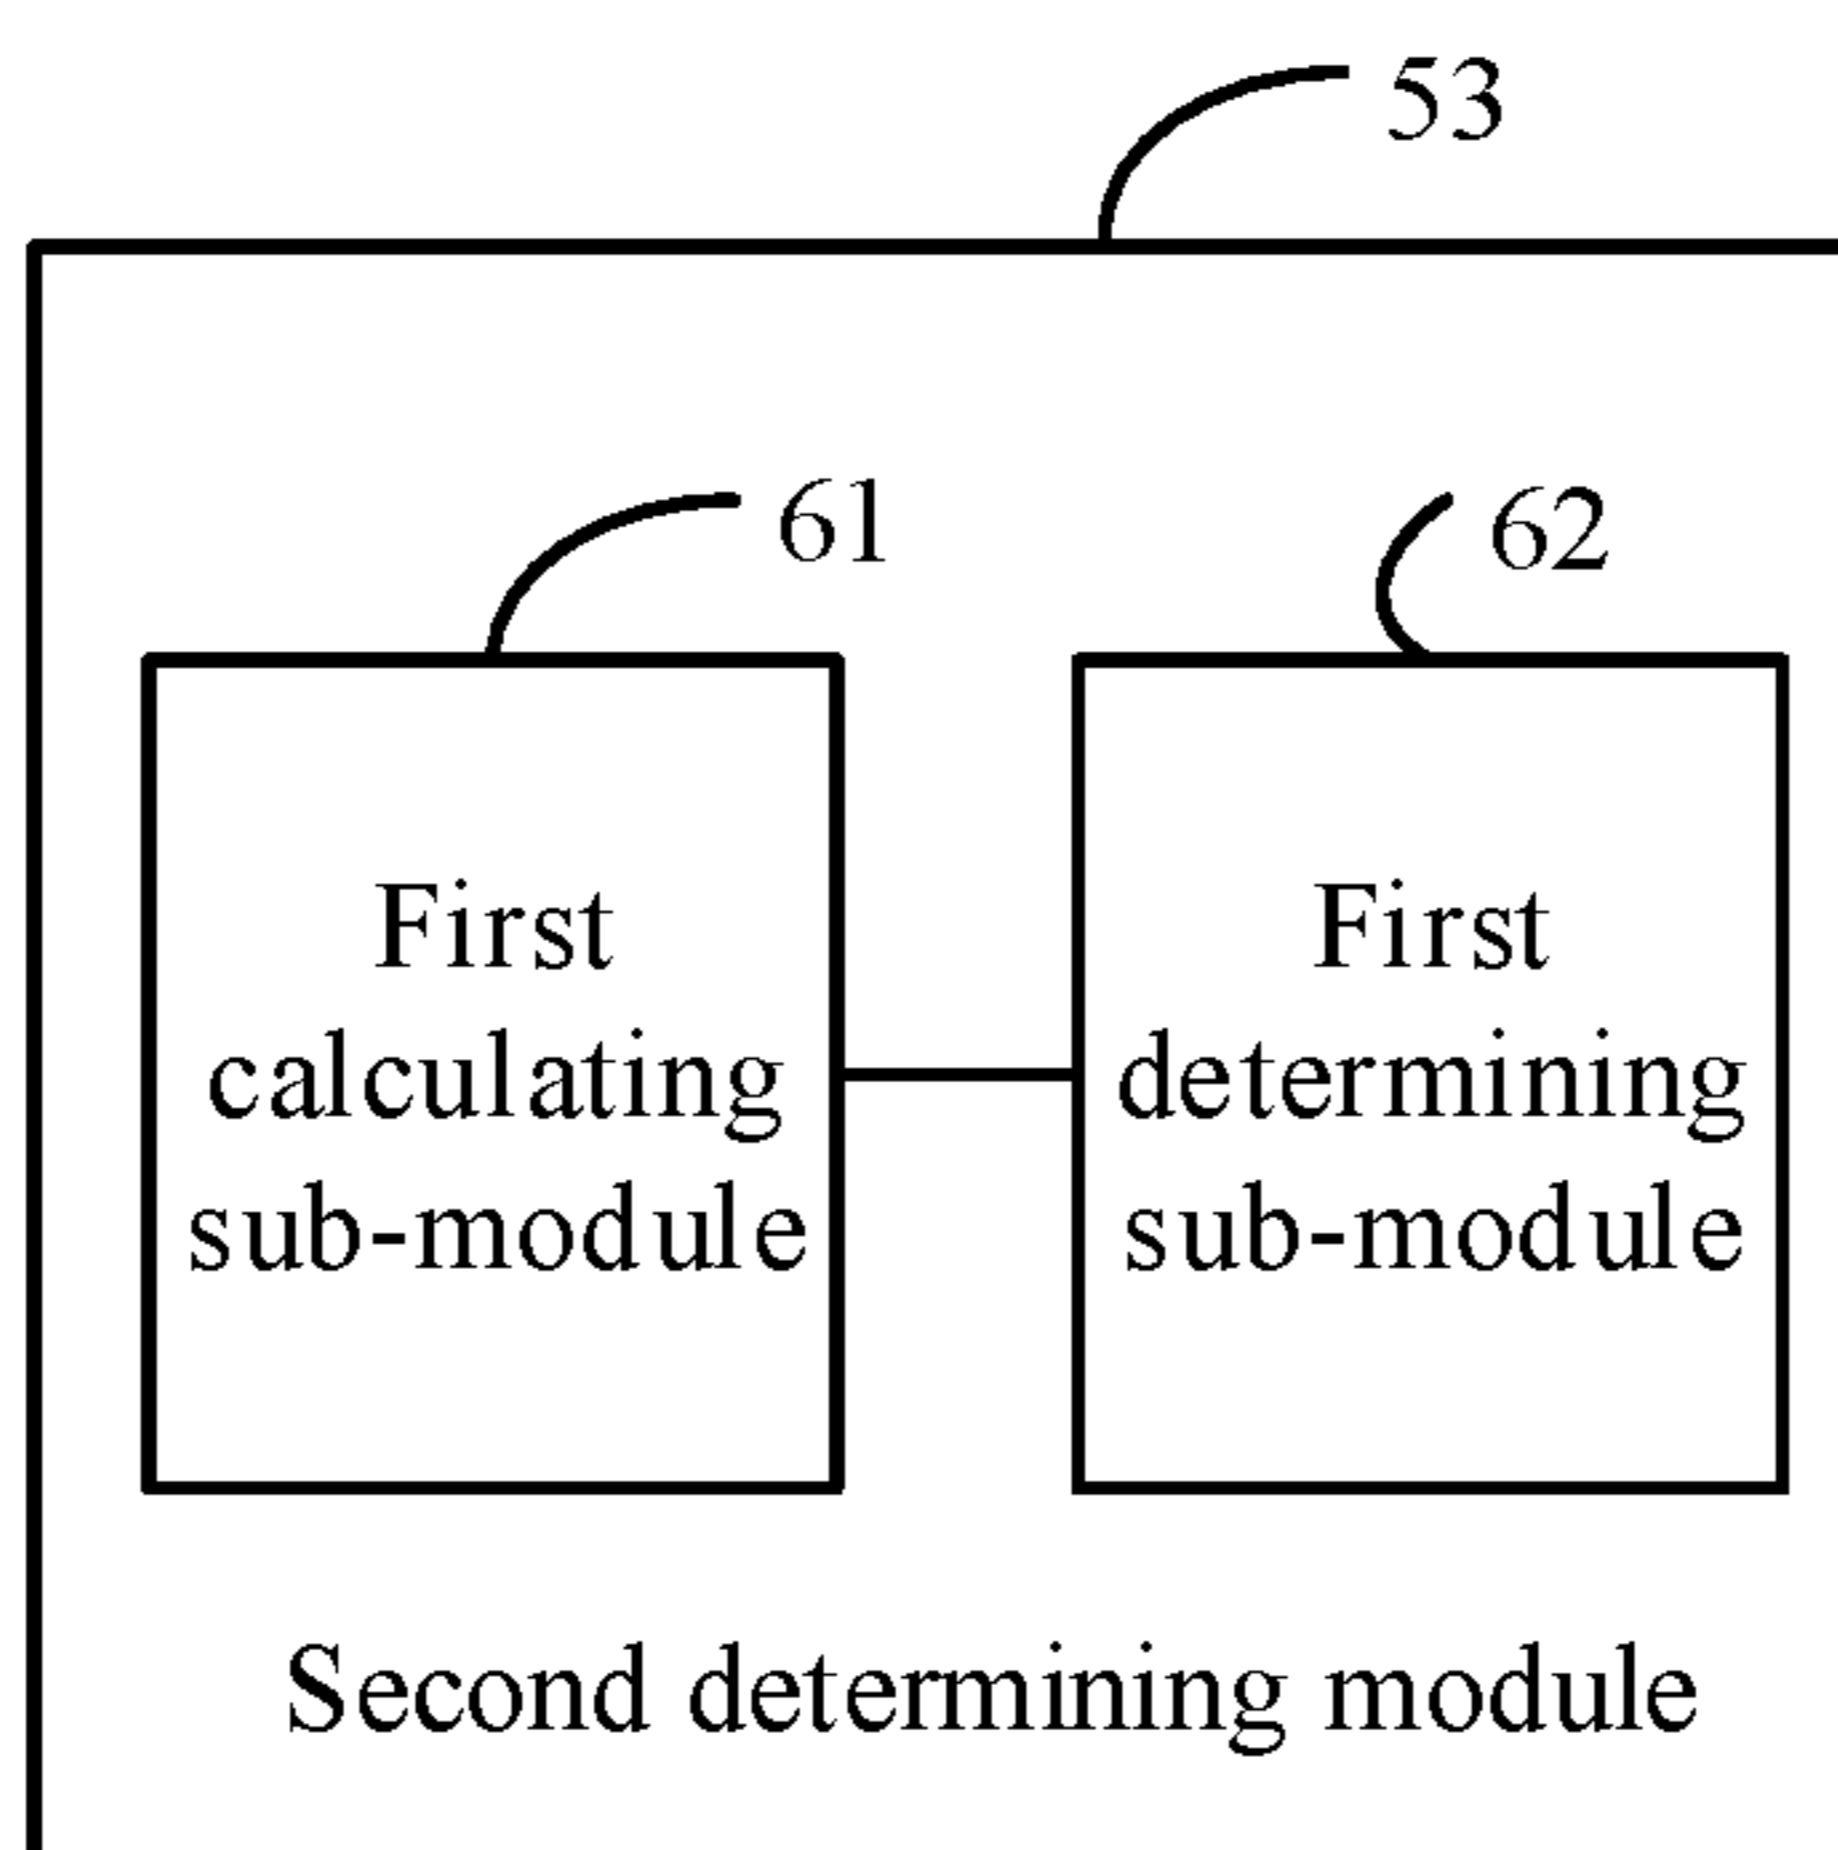 53
61
62
First
calculating
sub-module
First
determining
sub-module
Second determining module